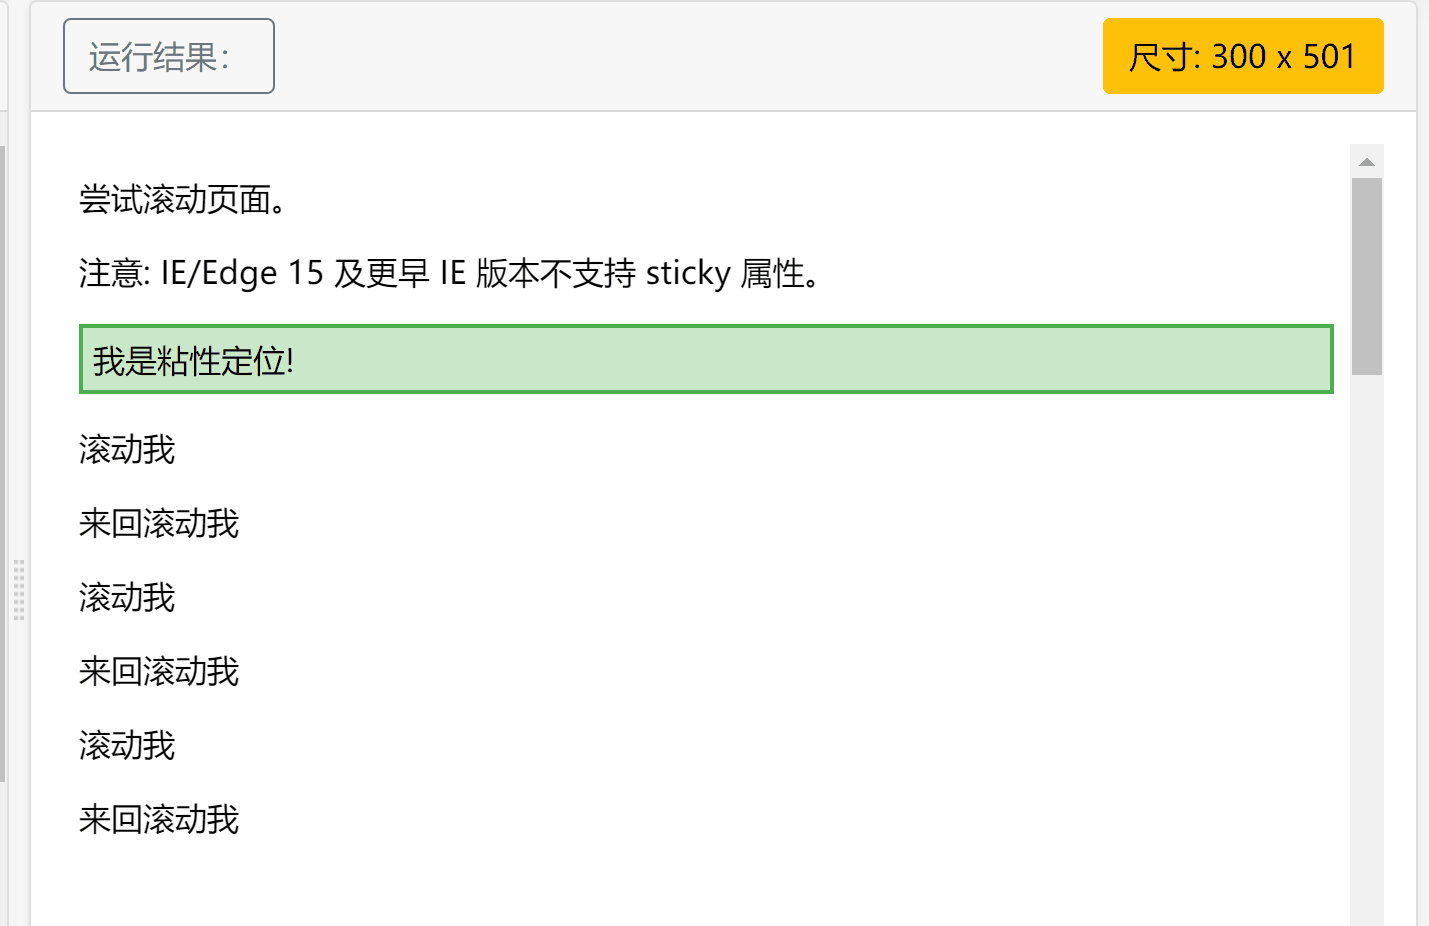 运行结果：
尺寸: 300 x 501
尝试滚动页面。
注意: IE/Edge 15 及更早 IE 版本不支持 sticky 属性。
我是粘性定位!
滚动我
来回滚动我
滚动我
来回滚动我
滚动我
来回滚动我